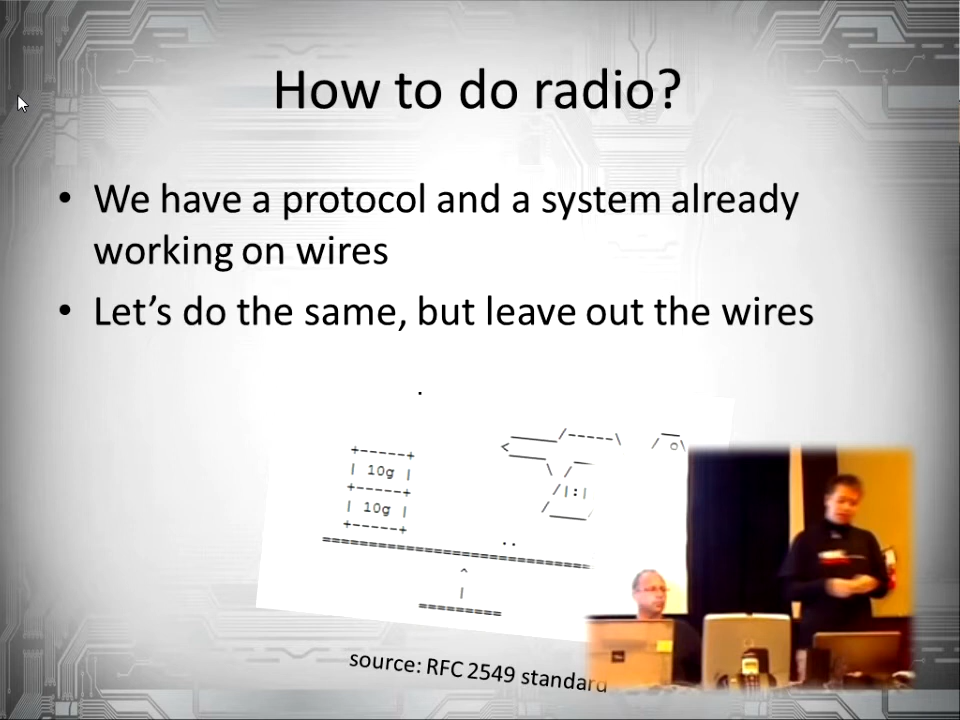 How to do radio?
• We have a protocol and a system already
working on wires
• Let's do the same, but leave out the wires
.
+-----+
| 10g |
+-----+
| 10g |
+-----+
=============================
^
|
=========
source: RFC 2549 standard